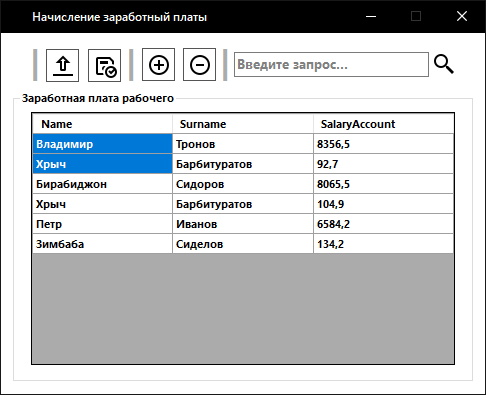 Начисление заработный платы
Введите запрос...
Заработная плата рабочего
Name Surname SalaryAccount
Владимир Тронов 8356,5
Хрыч Барбитуратов 92,7
Бирабиджон Сидоров 8065,5
Хрыч Барбитуратов 104,9
Петр Иванов 6584,2
Зимбаба Сиделов 134,2